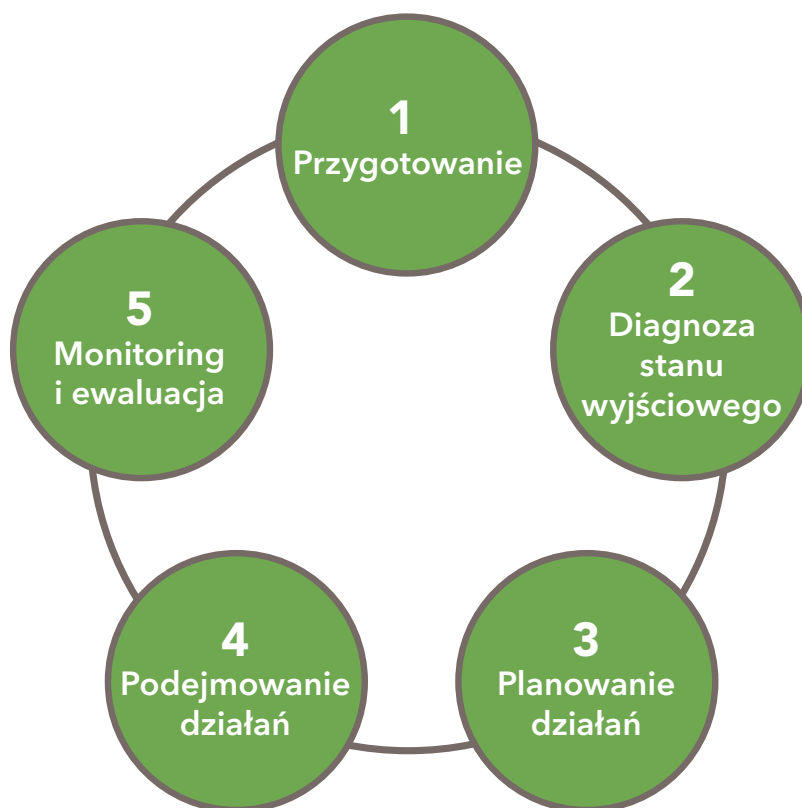 1
Przygotowanie
2
Diagnoza
stanu
wyjściowego
3
Planowanie
działań
4
Podejmowanie
działań
5
Monitoring
i ewaluacja